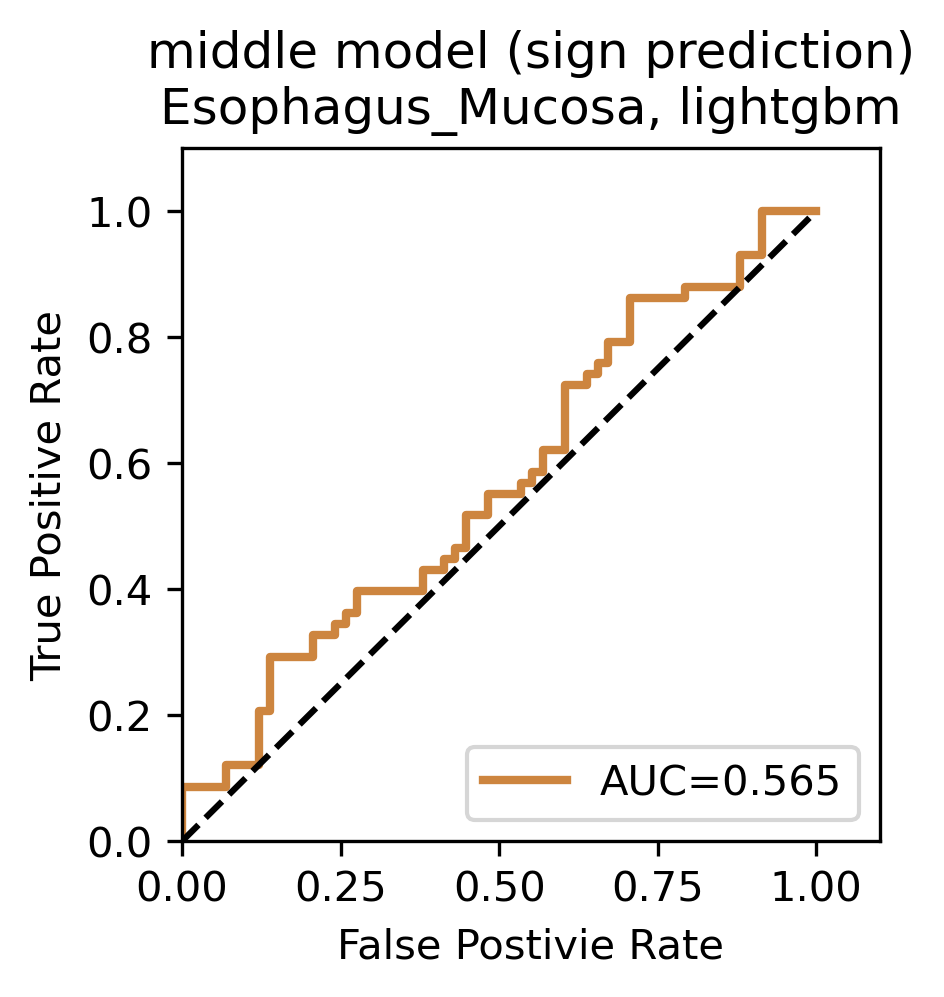 middle model (sign prediction)
Esophagus_Mucosa, lightgbm
True Positive Rate
1.0
0.8
0.6
0.4
0.2
0.0
AUC=0.565
0.00 0.25 0.50 0.75 1.00
False Postivie Rate